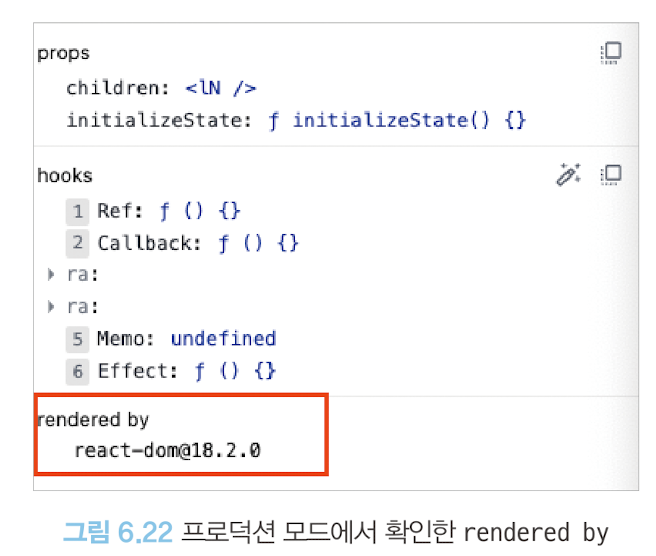 props
children: <lN />
initializeState: ƒ initializeState() {}
hooks
1 Ref: ƒ () {}
2 Callback: ƒ () {}
ra:
ra:
5 Memo: undefined
6 Effect: ƒ () {}
rendered by
react-dom@18.2.0
그림 6.22 프로덕션 모드에서 확인한 rendered by